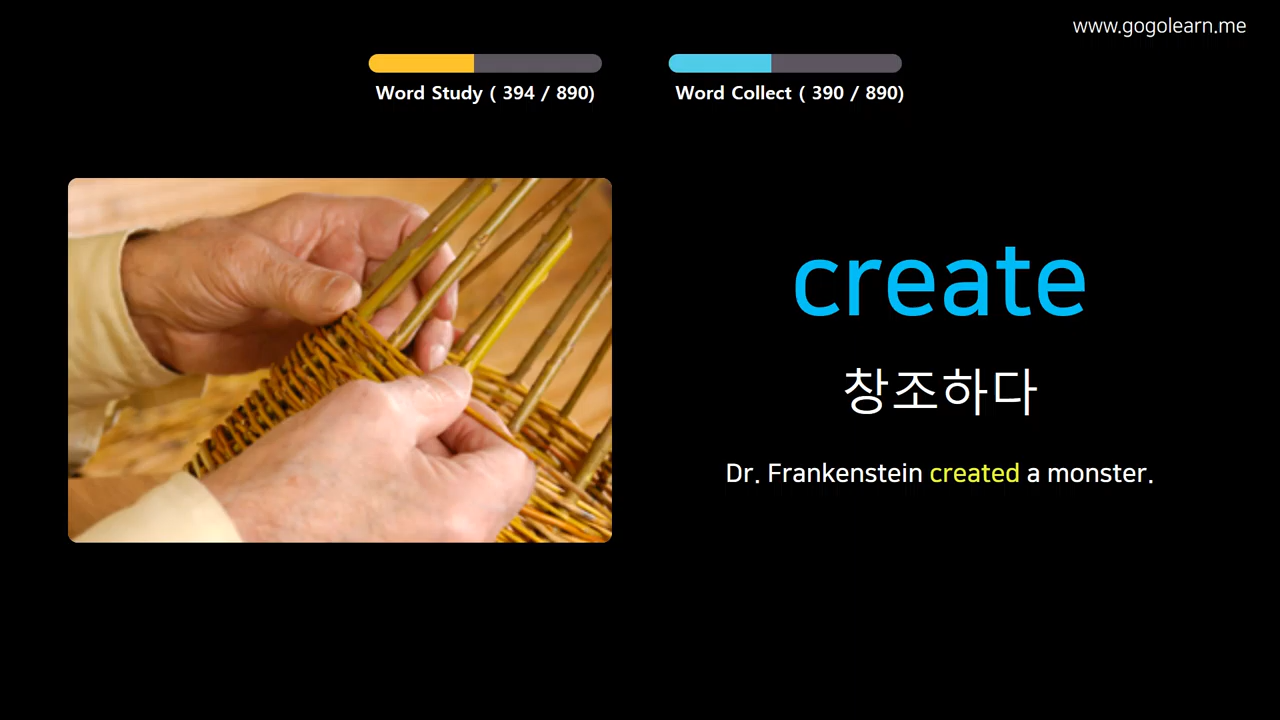 www.gogolearn.me
Word Study ( 394 / 890)
Word Collect ( 390 / 890)
create
창조하다
Dr. Frankenstein created a monster.